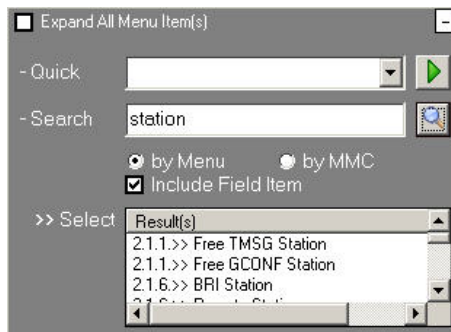 Expand All Menu Item(s)
- Quick
- Search station
by Menu by MMC
Include Field Item
>> Select Result(s)
2.1.1.>> Free TMSG Station
2.1.1.>> Free GCONF Station
2.1.6.>> BRI Station